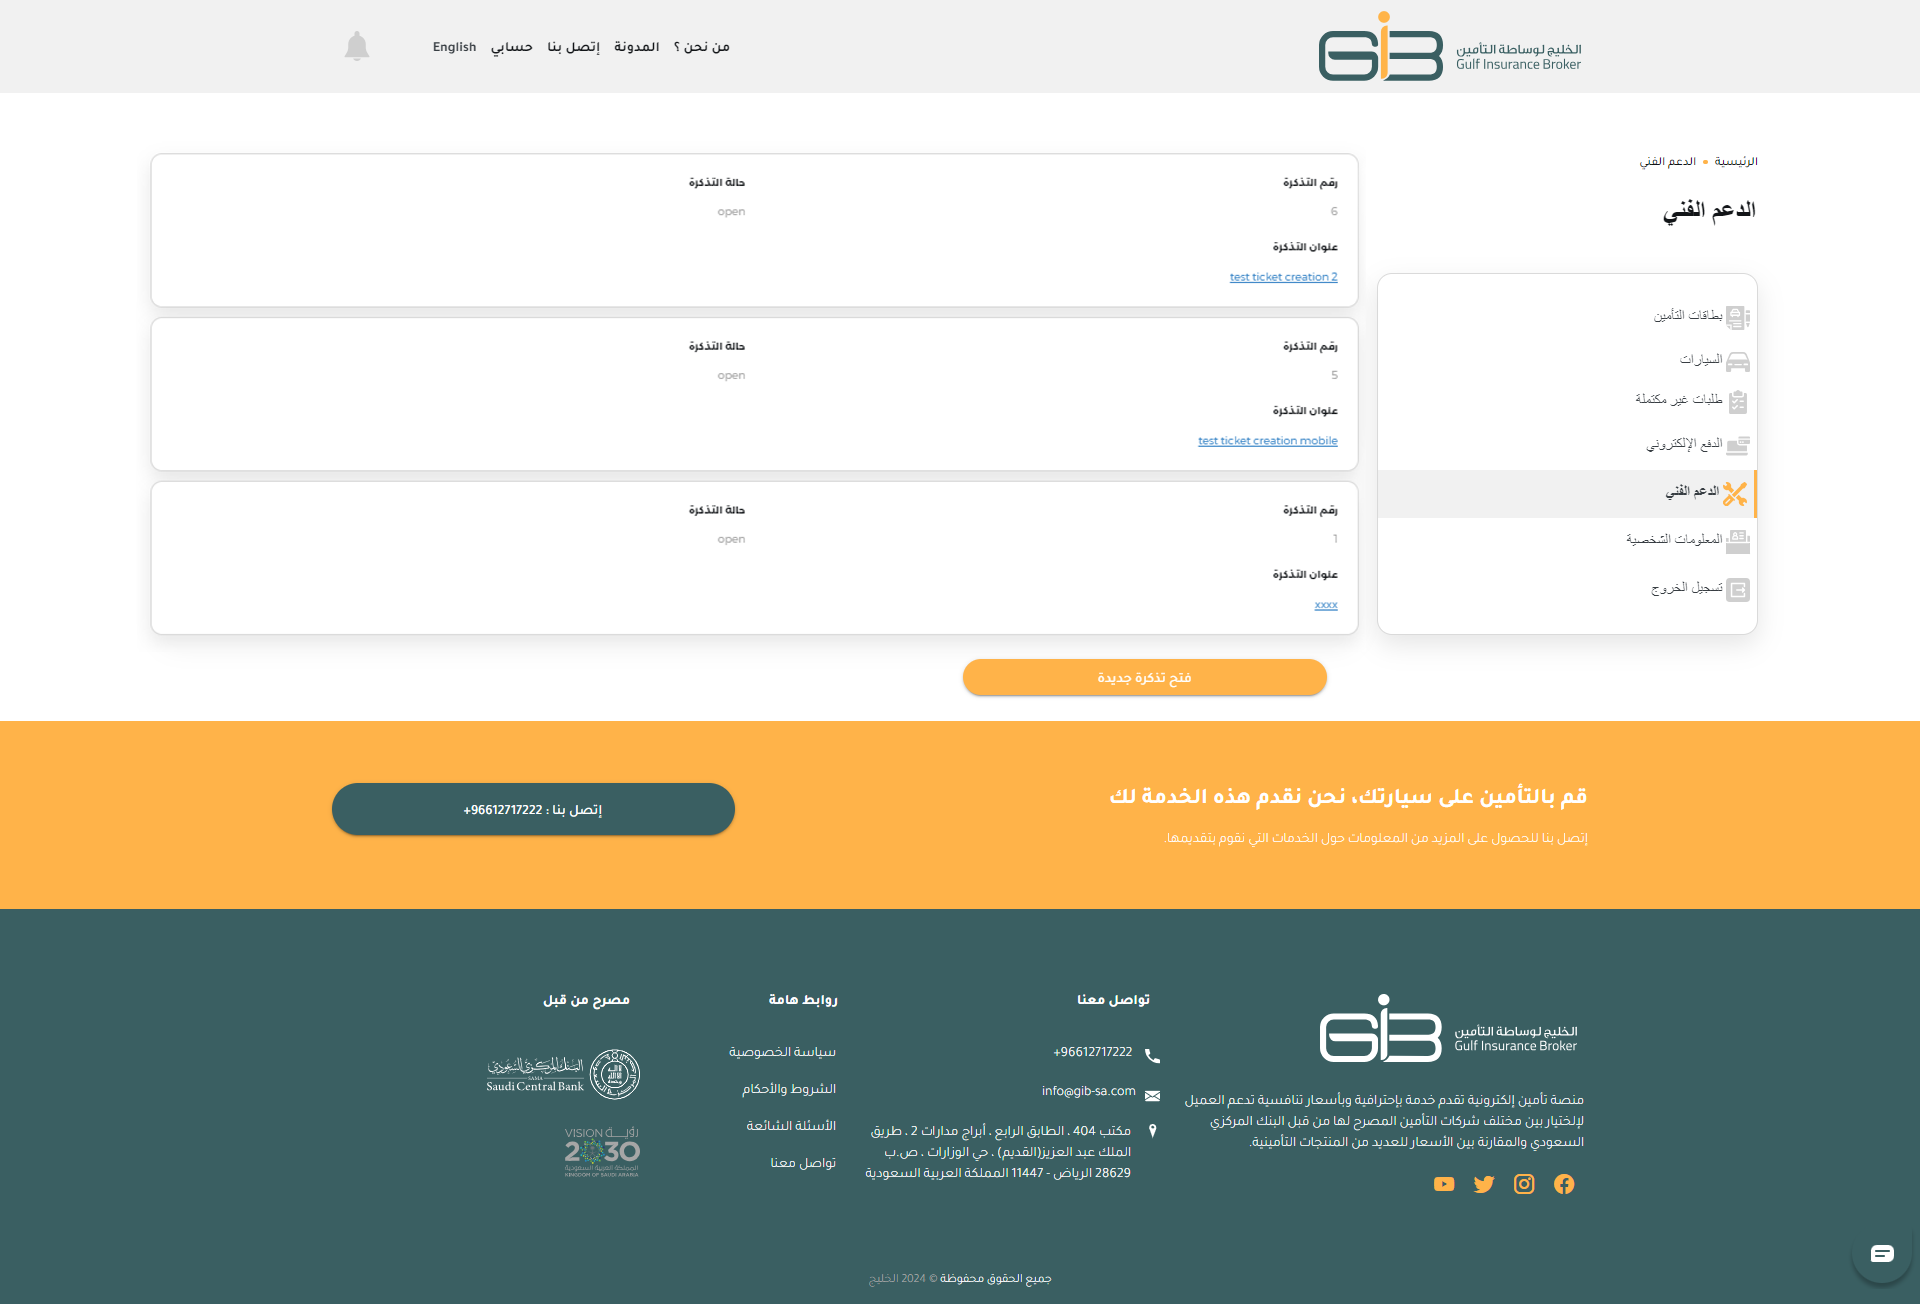 الخليج لوساطة التأمين
Gulf Insurance Broker
من نحن ؟
المدونة
إتصل بنا
حسابي
English
الرئيسية • الدعم الفني
الدعم الفني
بطاقات التأمين
السيارات
طلبات غير مكتملة
الدفع الإلكتروني
الدعم الفني
المعلومات الشخصية
تسجيل الخروج
رقم التذكرة
6
حالة التذكرة
open
عنوان التذكرة
test ticket creation 2
رقم التذكرة
5
حالة التذكرة
open
عنوان التذكرة
test ticket creation mobile
رقم التذكرة
1
حالة التذكرة
open
عنوان التذكرة
xxxx
فتح تذكرة جديدة
قم بالتأمين على سيارتك، نحن نقدم هذه الخدمة لك
إتصل بنا للحصول على المزيد من المعلومات حول الخدمات التي نقوم بتقديمها.
إتصل بنا : 96612717222+
الخليج لوساطة التأمين
Gulf Insurance Broker
منصة تأمين إلكترونية تقدم خدمة بإحترافية وبأسعار تنافسية تدعم العميل
لإختيار بين مختلف شركات التأمين المصرح لها من قبل البنك المركزي
السعودي والمقارنة بين الأسعار للعديد من المنتجات التأمينية.
تواصل معنا
96612717222+
info@gib-sa.com
مكتب 404 ، الطابق الرابع ، أبراج مدارات 2 ، طريق
الملك عبد العزيز(القديم) ، حي الوزارات ، ص.ب
28629 الرياض - 11447 المملكة العربية السعودية
روابط هامة
سياسة الخصوصية
الشروط والأحكام
الأسئلة الشائعة
تواصل معنا
مصرح من قبل
البنك المركزي السعودي
SAMA
Saudi Central Bank
VISION رؤيـــة
2030
المملكة العربية السعودية
KINGDOM OF SAUDI ARABIA
جميع الحقوق محفوظة © 2024 الخليج